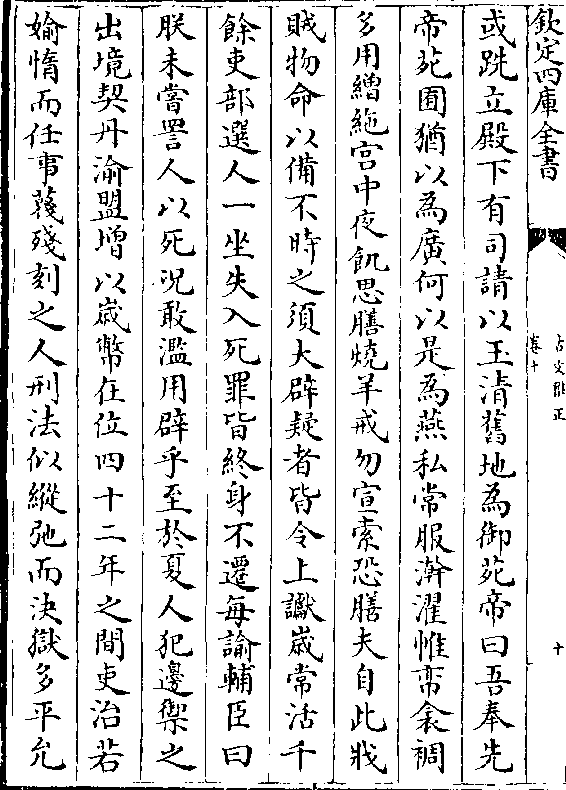 欽定四庫全書
古文雅正
卷十
十
或跣立殿下有司請以玉清舊地為御苑帝曰吾奉先
帝苑囿猶以為廣何以是為燕私常服澣濯帷帟衾裯
多用繒絁宫中夜飢思膳燒羊戒勿宣索恐膳夫自此戕
賊物命以備不時之須大辟疑者皆令上讞歲常活千
餘吏部選人一坐失入死罪皆終身不遷每諭輔臣曰
朕未嘗詈人以死況敢濫用辟乎至於夏人犯邊禦之
出境契丹渝盟增以歲幣在位四十二年之間吏治若
媮惰而任事蔑殘刻之人刑法似縱弛而決獄多平允